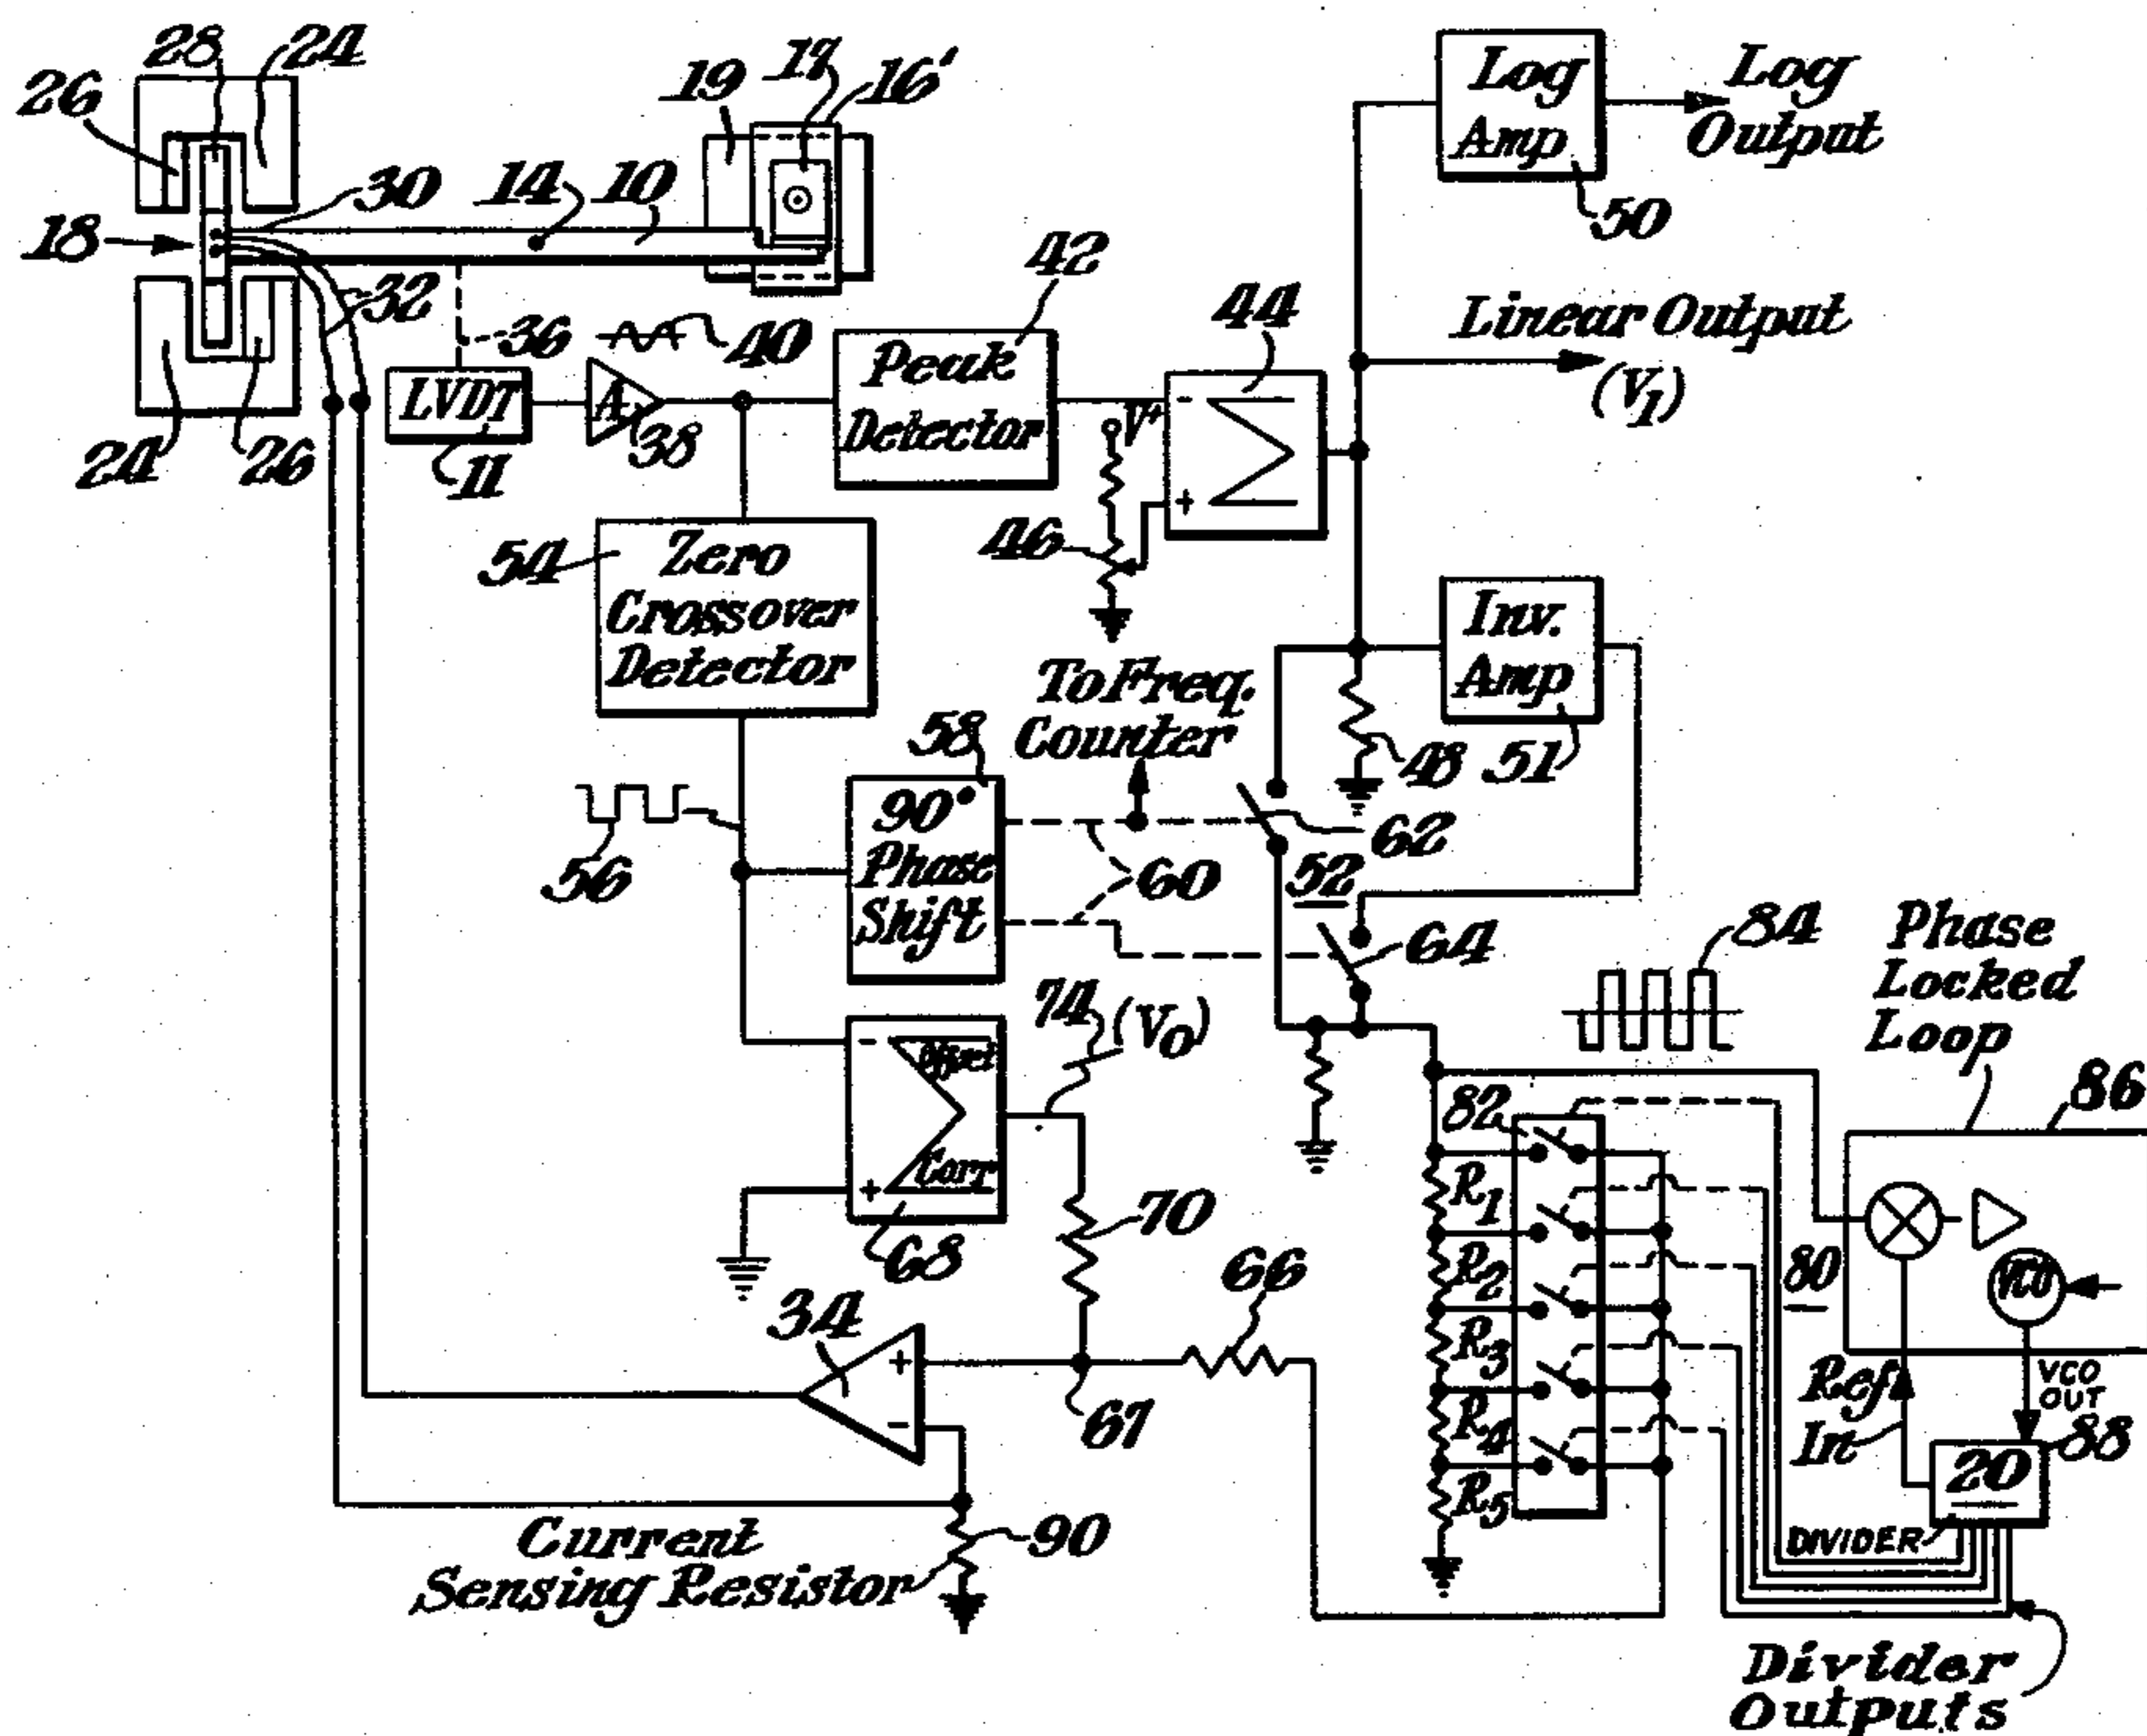 28
24
26
19
17
16'
Log
Amp
Log
Output
30
14
10
50
18
32
42
44
36
40
Linear Output
(V1)
LVDT
A
38
Peak
Detector
-
V+
+
24
26
11
54
Zero
Crossover
Detector
46
Inv.
Amp
To Freq.
Counter
48
51
58
90°
Phase
Shift
62
56
60
52
64
84
Phase
Locked
Loop
74
(V0)
-
Offset
Corr
+
82
86
R1
70
68
66
R2
80
VCO
34
R3
+
-
67
Ref
In
VCO
OUT
R4
88
20
R5
DIVIDER
Current
Sensing Resistor
90
Divider
Outputs